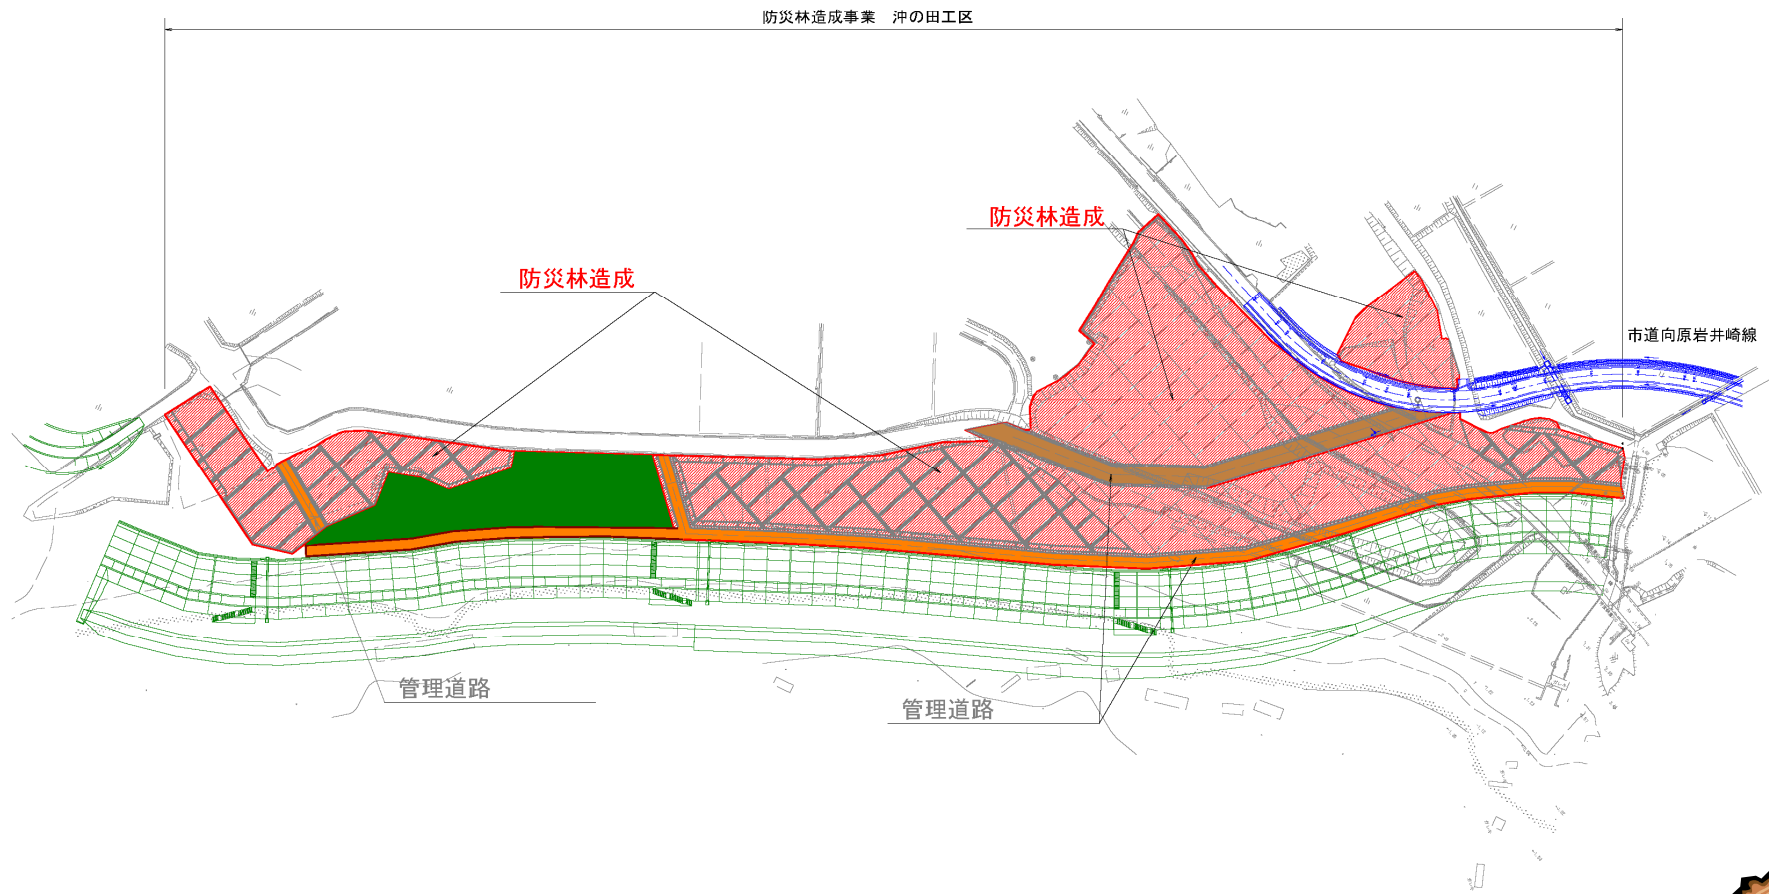 防災林造成事業 沖の田工区
防災林造成
防災林造成
市道向原岩井崎線
管理道路
管理道路